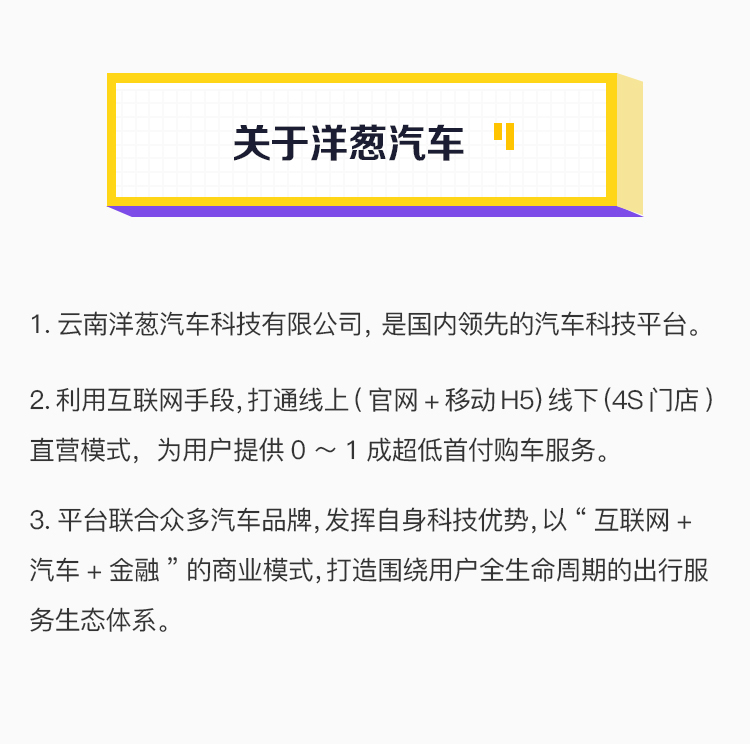 关于洋葱汽车
1. 云南洋葱汽车科技有限公司, 是国内领先的汽车科技平台。
2. 利用互联网手段, 打通线上 ( 官网 + 移动 H5) 线下 (4S 门店 )
直营模式，为用户提供 0 ～ 1 成超低首付购车服务。
3. 平台联合众多汽车品牌, 发挥自身科技优势, 以 “ 互联网 +
汽车 + 金融 ” 的商业模式, 打造围绕用户全生命周期的出行服
务生态体系。